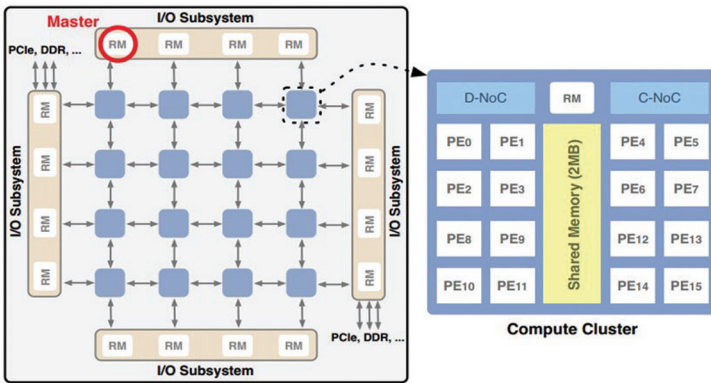 Master
I/O Subsystem
RM RM RM RM
PCIe, DDR, ...
I/O Subsystem
RM
RM
RM
RM
RM
RM
RM
RM
I/O Subsystem
RM RM RM RM
I/O Subsystem
PCIe, DDR, ...
D-NoC RM C-NoC
PE0 PE1 PE4 PE5
PE2 PE3 PE6 PE7
PE8 PE9 PE12 PE13
PE10 PE11 PE14 PE15
Shared Memory (2MB)
Compute Cluster